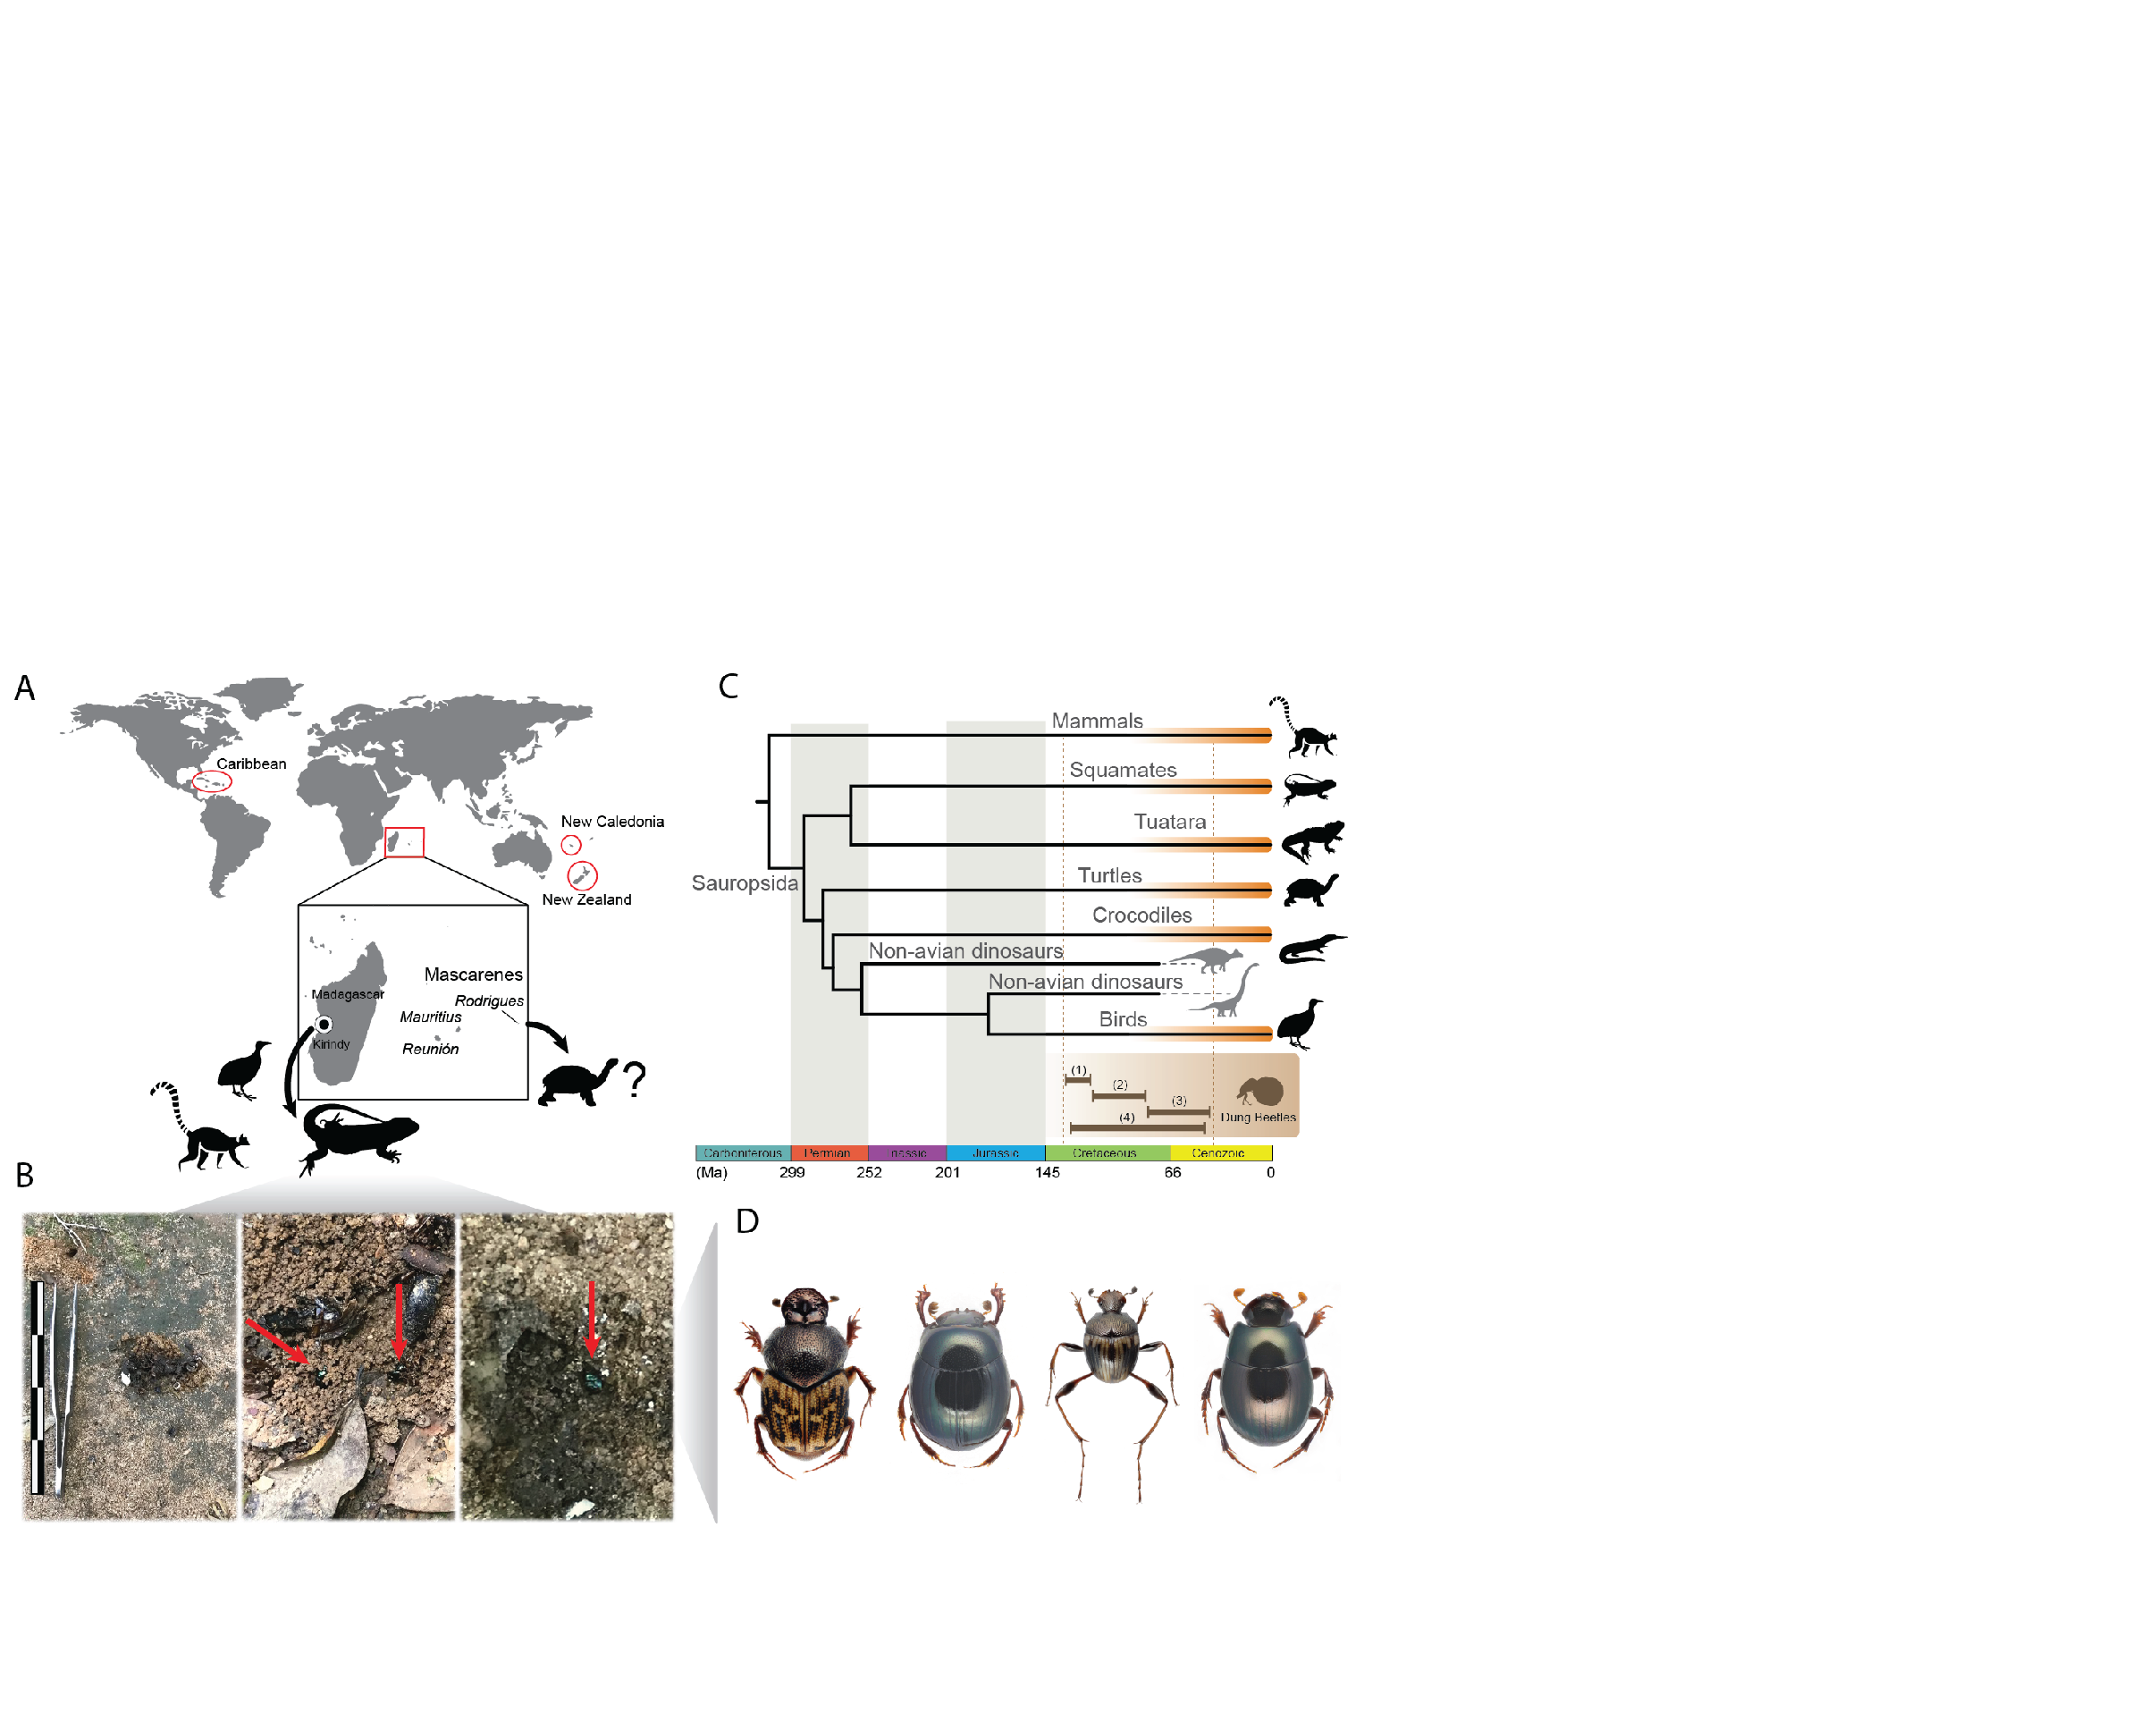 A
Caribbean
New Caledonia
New Zealand
Madagascar
Kirindy
Mascarenes
Rodrigues
Mauritius
Reunión
?
B
C
Mammals
Squamates
Tuatara
Sauropsida
Turtles
Crocodiles
Non-avian dinosaurs
Non-avian dinosaurs
Birds
(1)
(2)
(3)
(4)
Dung Beetles
Carboniferous Permian Triassic Jurassic Cretaceous Cenozoic
(Ma) 299 252 201 145 66 0
D